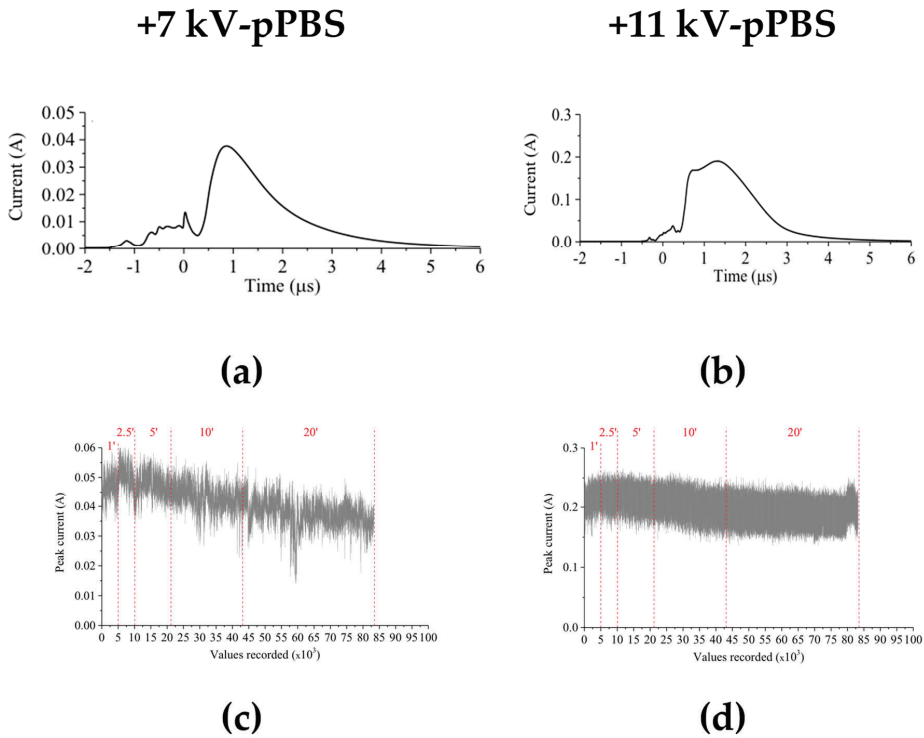 +7 kV-pPBS
+11 kV-pPBS
0.05
0.04
0.03
0.02
0.01
0.00
Current (A)
-2 -1 0 1 2 3 4 5 6
Time (µs)
0.3
0.2
0.1
0.0
Current (A)
-2 -1 0 1 2 3 4 5 6
Time (µs)
(a)
(b)
1' 2.5' 5' 10' 20'
0.06
0.05
0.04
0.03
0.02
0.01
0.00
Peak current (A)
0 5 10 15 20 25 30 35 40 45 50 55 60 65 70 75 80 85 90 95 100
Values recorded (x10³)
1' 2.5' 5' 10' 20'
0.3
0.2
0.1
0.0
Peak current (A)
0 5 10 15 20 25 30 35 40 45 50 55 60 65 70 75 80 85 90 95 100
Values recorded (x10³)
(c)
(d)